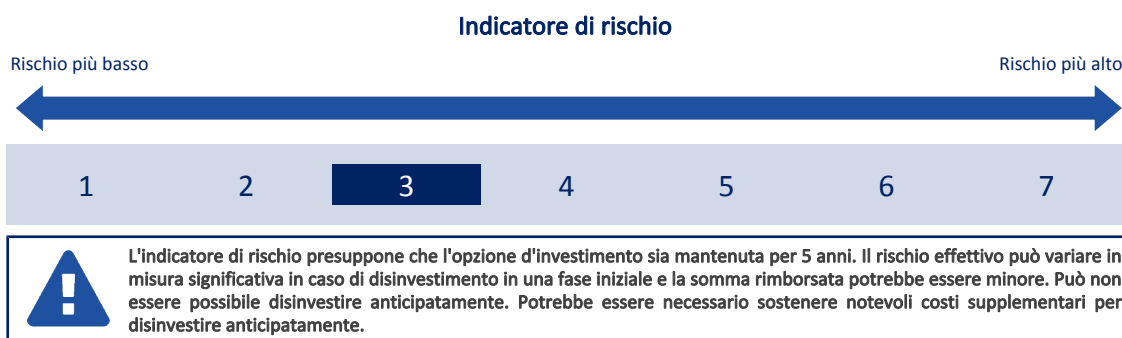 Indicatore di rischio
Rischio più basso
Rischio più alto
1 2 3 4 5 6 7
L'indicatore di rischio presuppone che l'opzione d'investimento sia mantenuta per 5 anni. Il rischio effettivo può variare in
misura significativa in caso di disinvestimento in una fase iniziale e la somma rimborsata potrebbe essere minore. Può non
essere possibile disinvestire anticipatamente. Potrebbe essere necessario sostenere notevoli costi supplementari per
disinvestire anticipatamente.